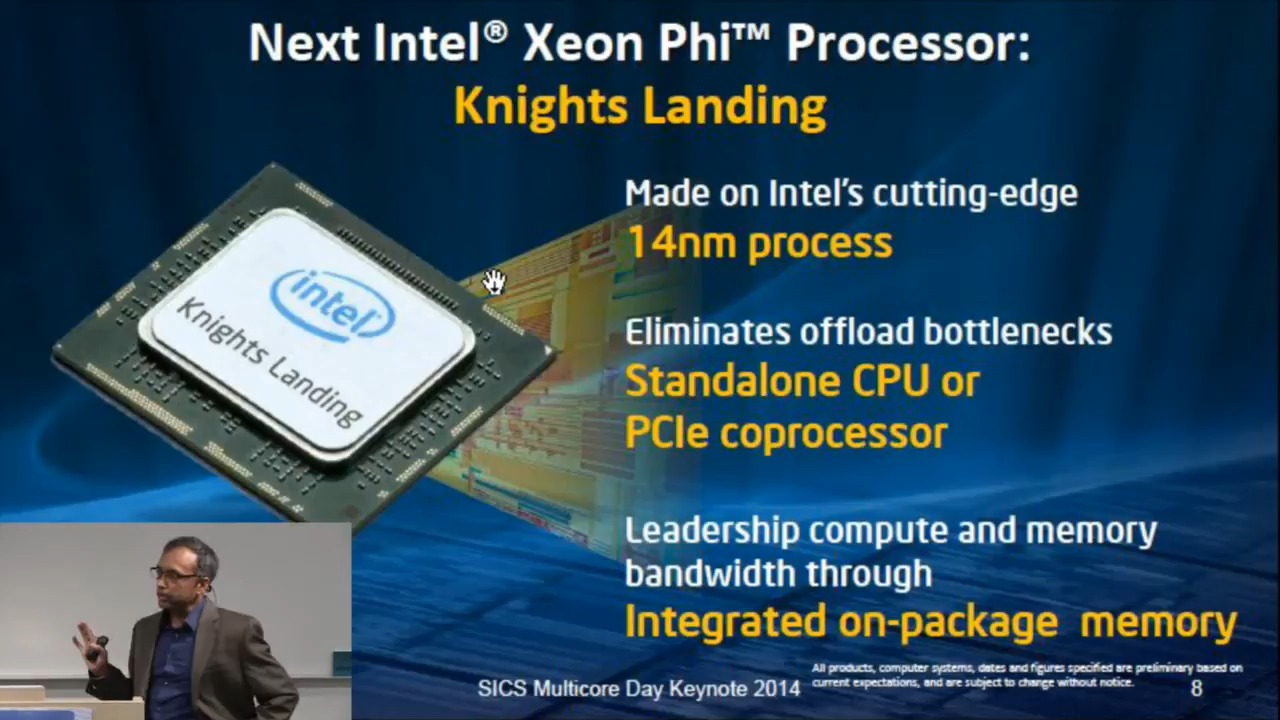 Next Intel® Xeon Phi™ Processor:
Knights Landing
Made on Intel's cutting-edge
14nm process
Eliminates offload bottlenecks
Standalone CPU or
PCIe coprocessor
Leadership compute and memory
bandwidth through
Integrated on-package memory
intel®
Knights Landing
All products, computer systems, dates and figures specified are preliminary based on
current expectations, and are subject to change without notice.
SICS Multicore Day Keynote 2014
8